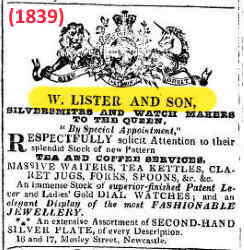 (1839)
W. LISTER AND SON,
SILVERSMITHS AND WATCH MAKERS
TO THE QUEEN,
"By Special Appointment,"
RESPECTFULLY solicit Attention to their
splendid Stock of new Pattern
TEA AND COFFEE SERVICES,
MASSIVE WAITERS, TEA KETTLES, CLA-
RET JUGS, FORKS, SPOONS, &c. &c.
An immense Stock of superior-finished Patent Le-
ver and Ladies' Gold DIAL WATCHES; and an
elegant Display of the most FASHIONABLE
JEWELLERY.
* An extensive Assortment of SECOND-HAND
SILVER PLATE, of every Description.
16 and 17, Mosley Street, Newcastle.